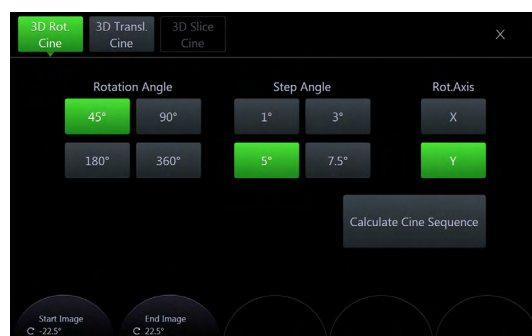 3D Rot. Cine
3D Transl. Cine
3D Slice Cine
X
Rotation Angle
Step Angle
Rot.Axis
45°
90°
1°
3°
X
180°
360°
5°
7.5°
Y
Calculate Cine Sequence
Start Image
-22.5°
End Image
22.5°